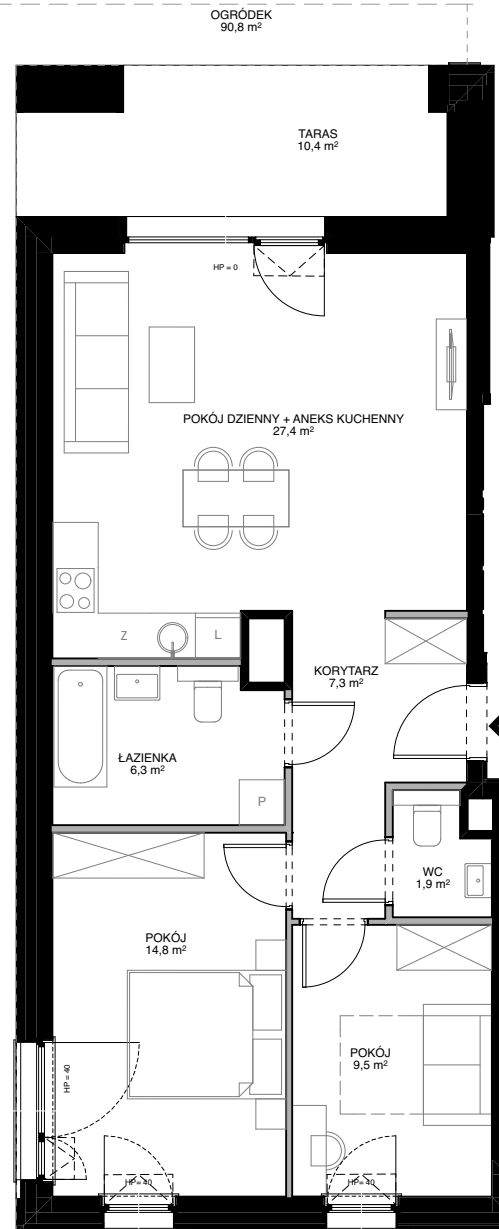 OGRÓDEK
90,8 m²
TARAS
10,4 m²
HP = 0
POKÓJ DZIENNY + ANEKS KUCHENNY
27,4 m²
Z
L
KORYTARZ
7,3 m²
ŁAZIENKA
6,3 m²
P
WC
1,9 m²
POKÓJ
14,8 m²
POKÓJ
9,5 m²
HP = 40
HP = 40
HP = 40